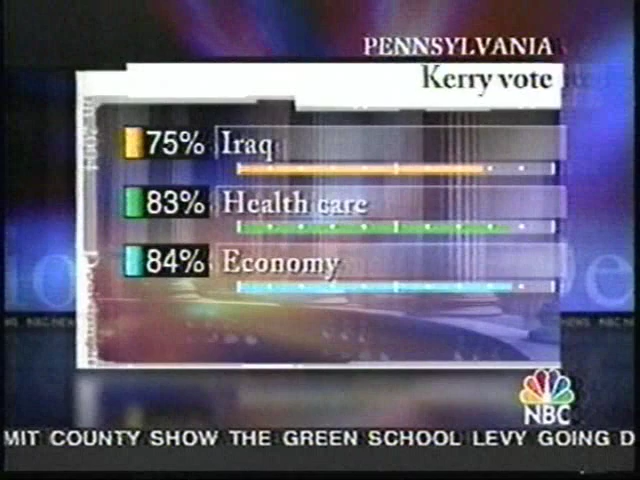 PENNSYLVANIA
Kerry vote
75% Iraq
83% Health care
84% Economy
NBC
MIT COUNTY SHOW THE GREEN SCHOOL LEVY GOING D